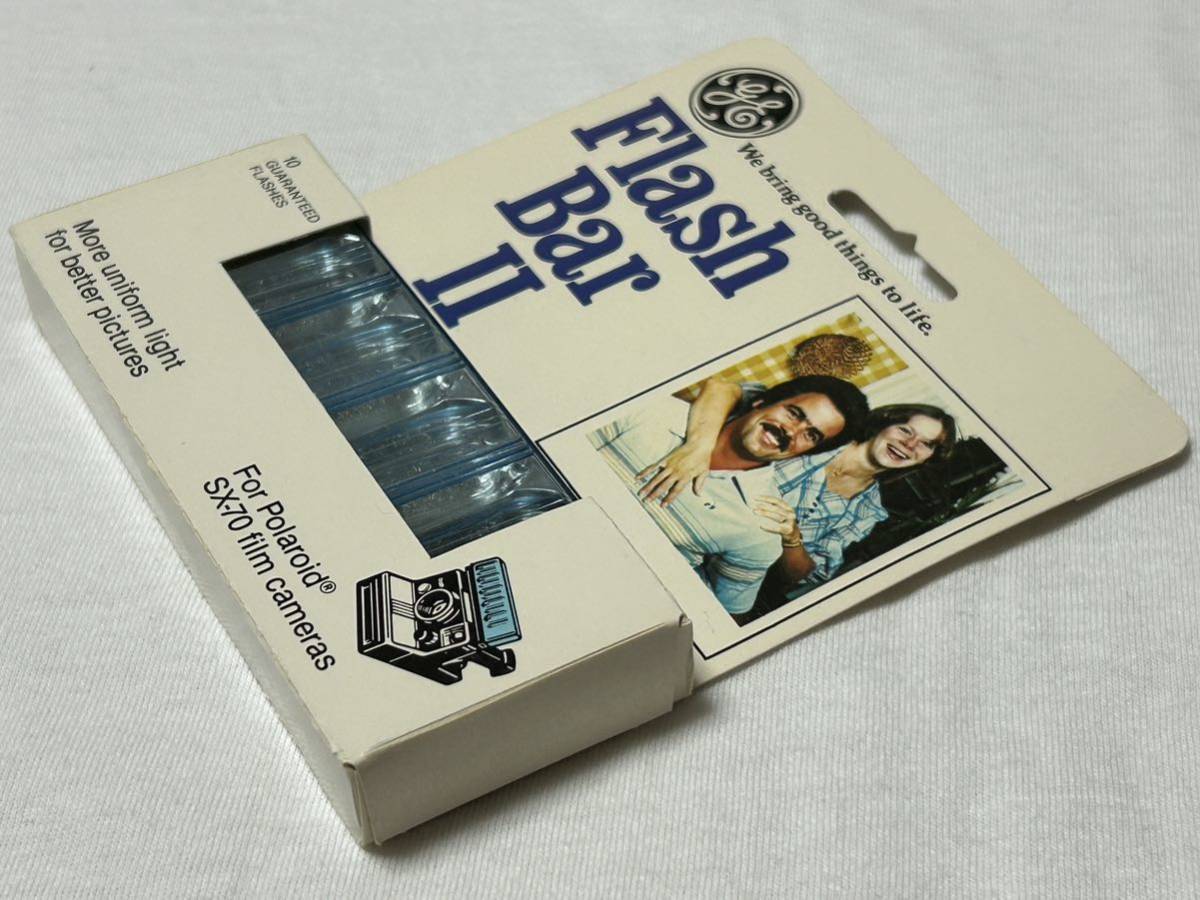 GE
We bring good things to life.
Flash
Bar
II
10
GUARANTEED
FLASHES
More uniform light
for better pictures
For Polaroid®
SX-70 film cameras